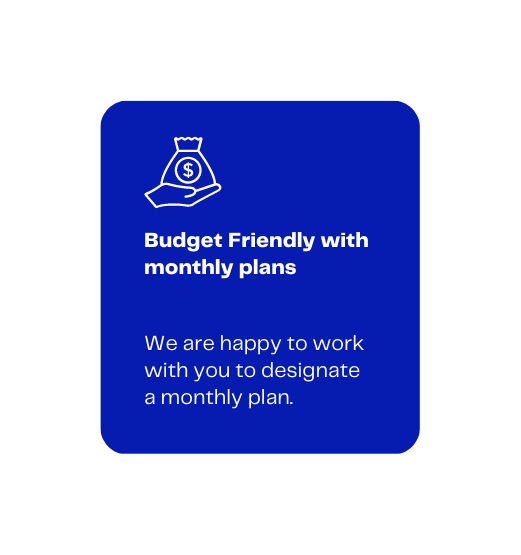 $
Budget Friendly with
monthly plans
We are happy to work
with you to designate
a monthly plan.